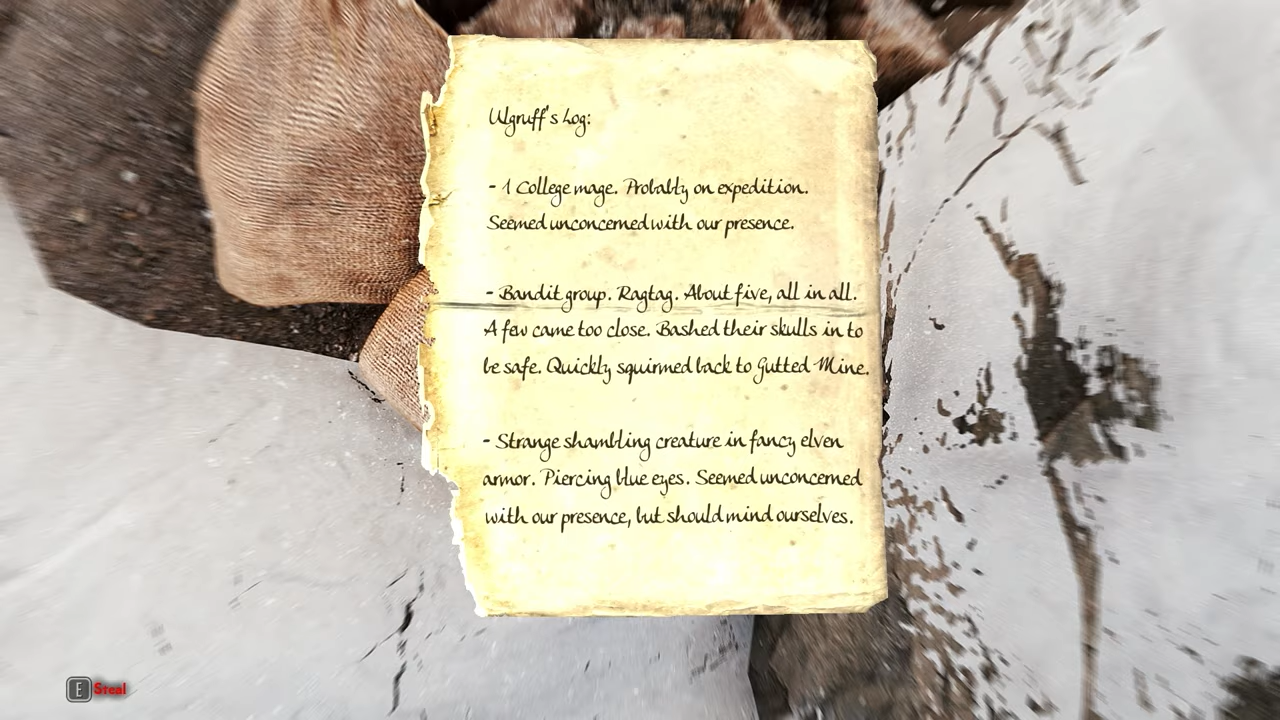 Ulgruff's Log:
- 1 College mage. Probably on expedition.
Seemed unconcerned with our presence.
- Bandit group. Ragtag. About five, all in all.
A few came too close. Bashed their skulls in to
be safe. Quickly squirmed back to Gutted Mine.
- Strange shambling creature in fancy elven
armor. Piercing blue eyes. Seemed unconcerned
with our presence, but should mind ourselves.
E Steal